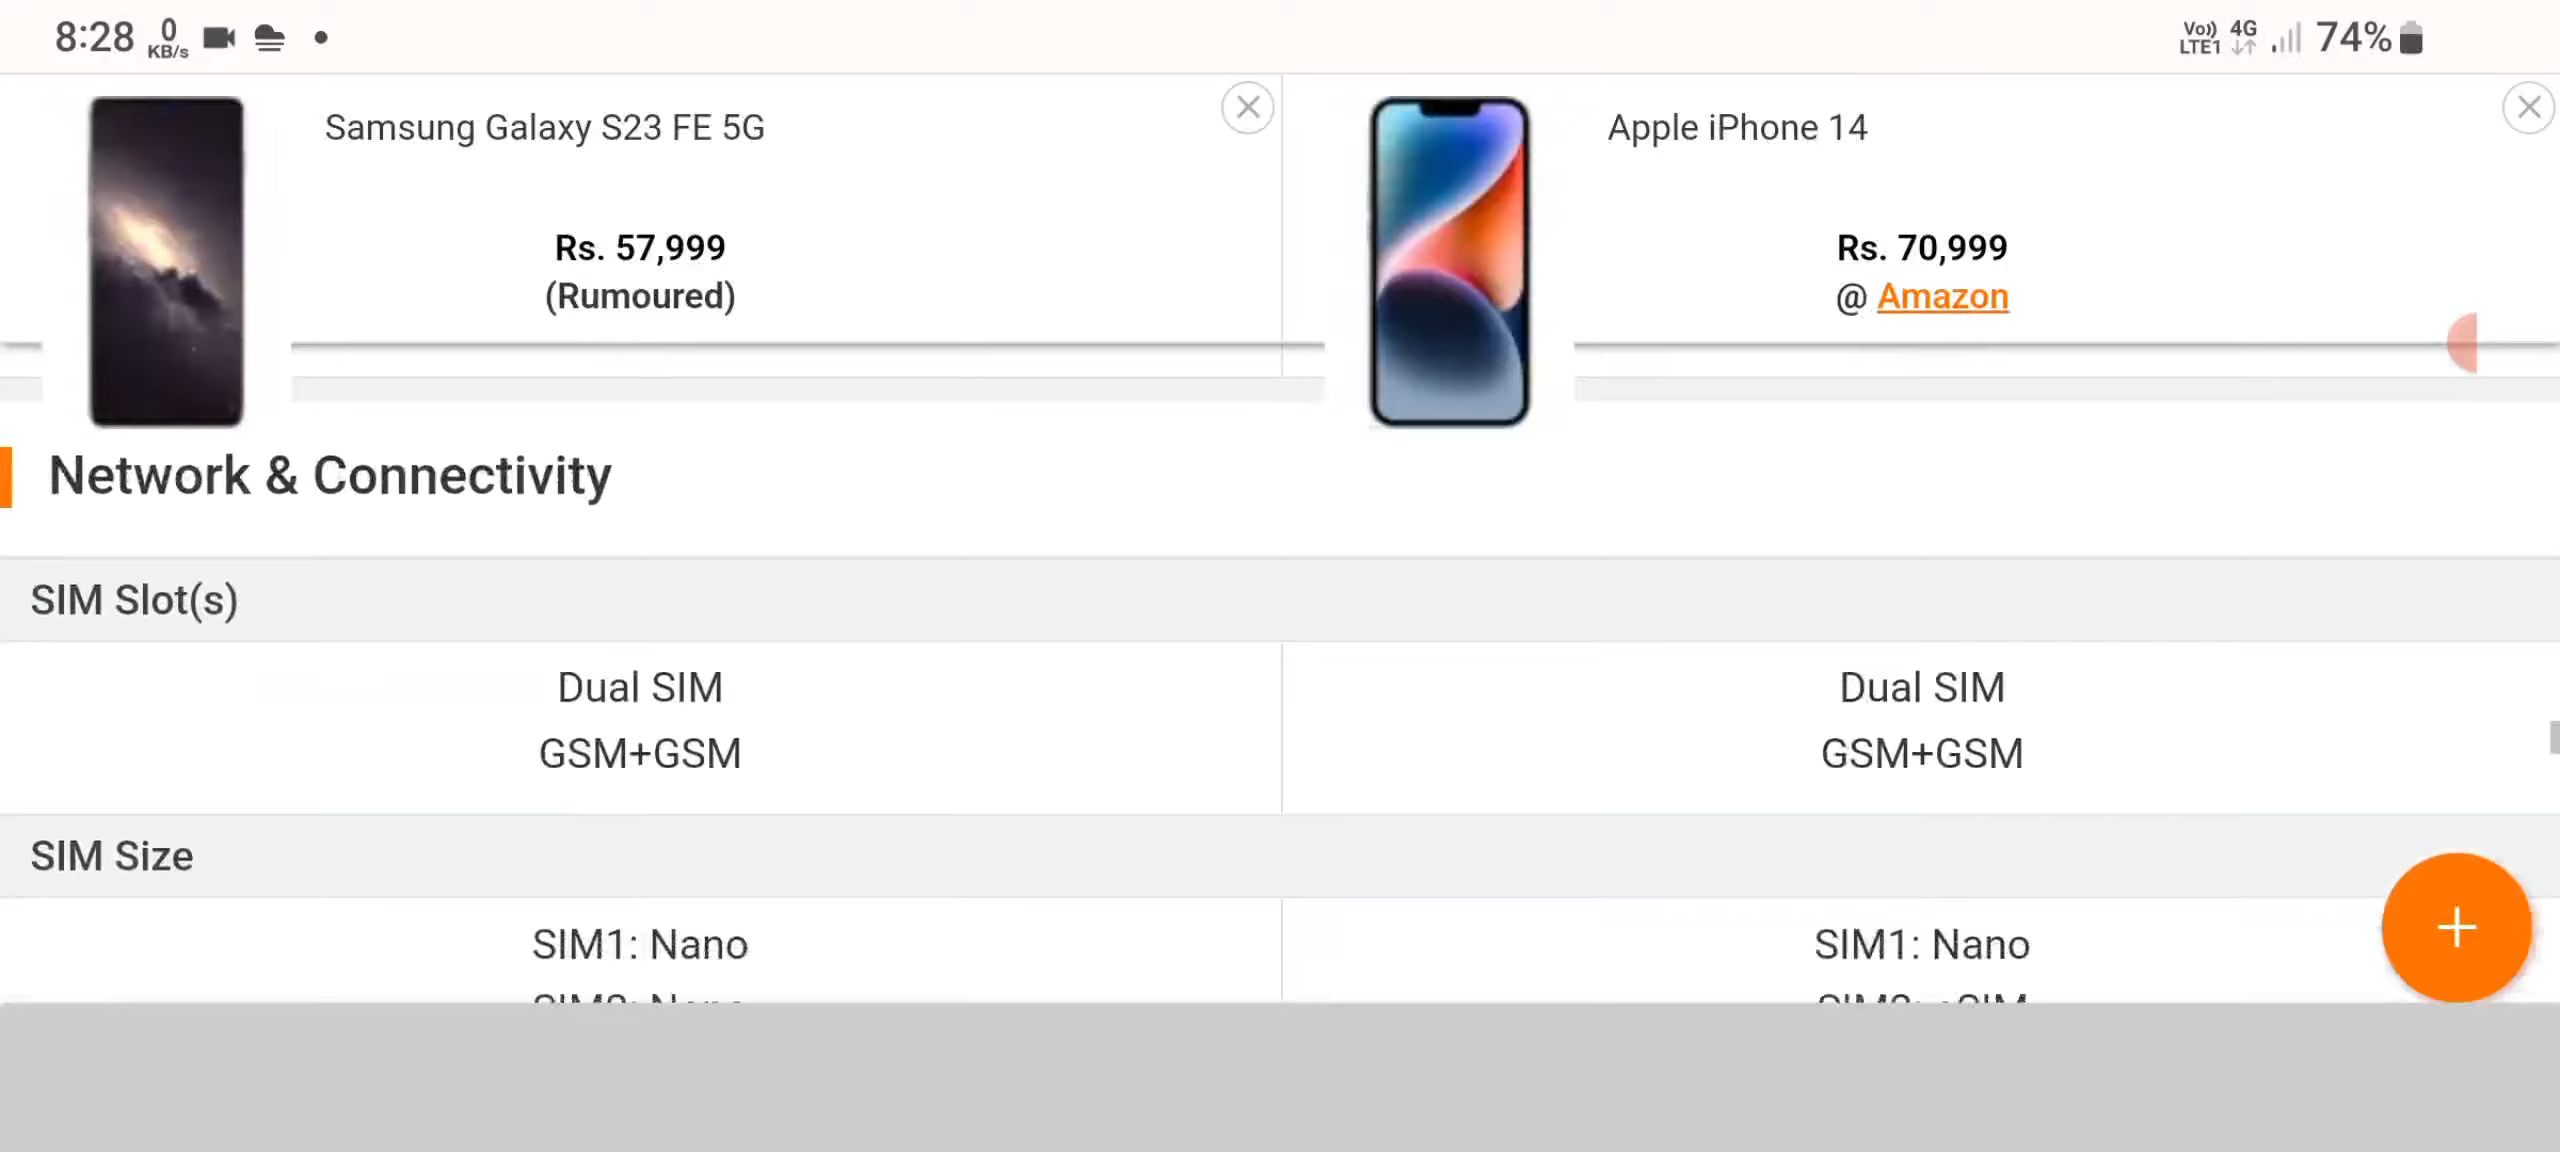 8:28 0 KB/s
Vo)) LTE1 4G 74%
Samsung Galaxy S23 FE 5G
Rs. 57,999
(Rumoured)
Apple iPhone 14
Rs. 70,999
@ Amazon
Network & Connectivity
SIM Slot(s)
Dual SIM
GSM+GSM
Dual SIM
GSM+GSM
SIM Size
SIM1: Nano
SIM1: Nano